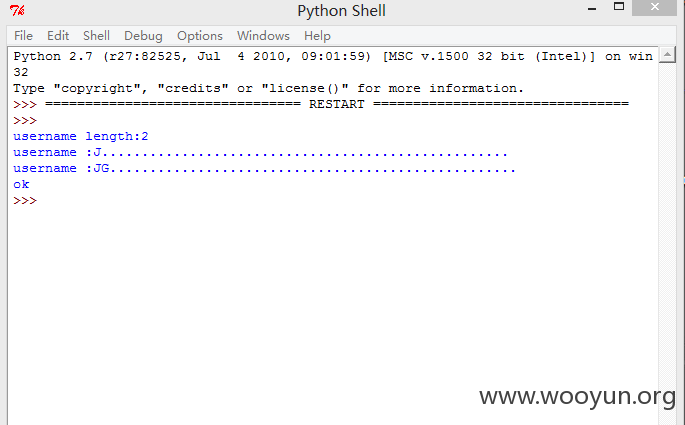 Python Shell
File Edit Shell Debug Options Windows Help
Python 2.7 (r27:82525, Jul  4 2010, 09:01:59) [MSC v.1500 32 bit (Intel)] on win
32
Type "copyright", "credits" or "license()" for more information.
>>> ================================ RESTART ================================
>>>
username length:2
username :J...................................................
username :JG...................................................
ok
>>>
www.wooyun.org